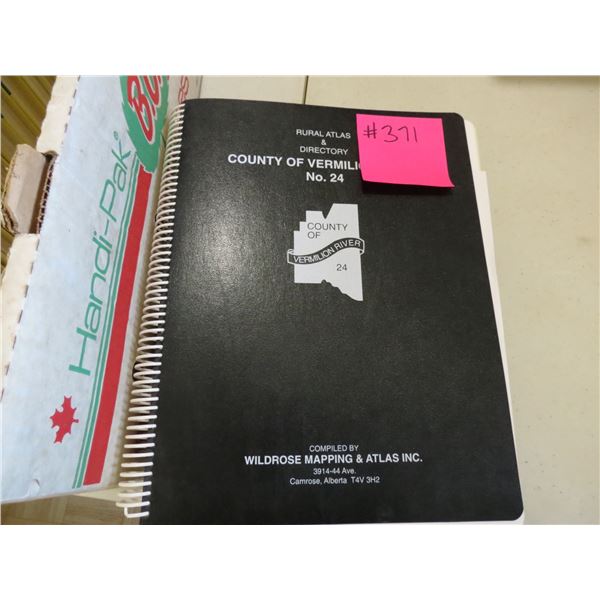 RURAL ATLAS
&
DIRECTORY
COUNTY OF VERMILIO
No. 24
#371
COUNTY
OF
VERMILION RIVER
24
COMPILED BY
WILDROSE MAPPING & ATLAS INC.
3914-44 Ave.
Camrose, Alberta T4V 3H2
Handi-Pak